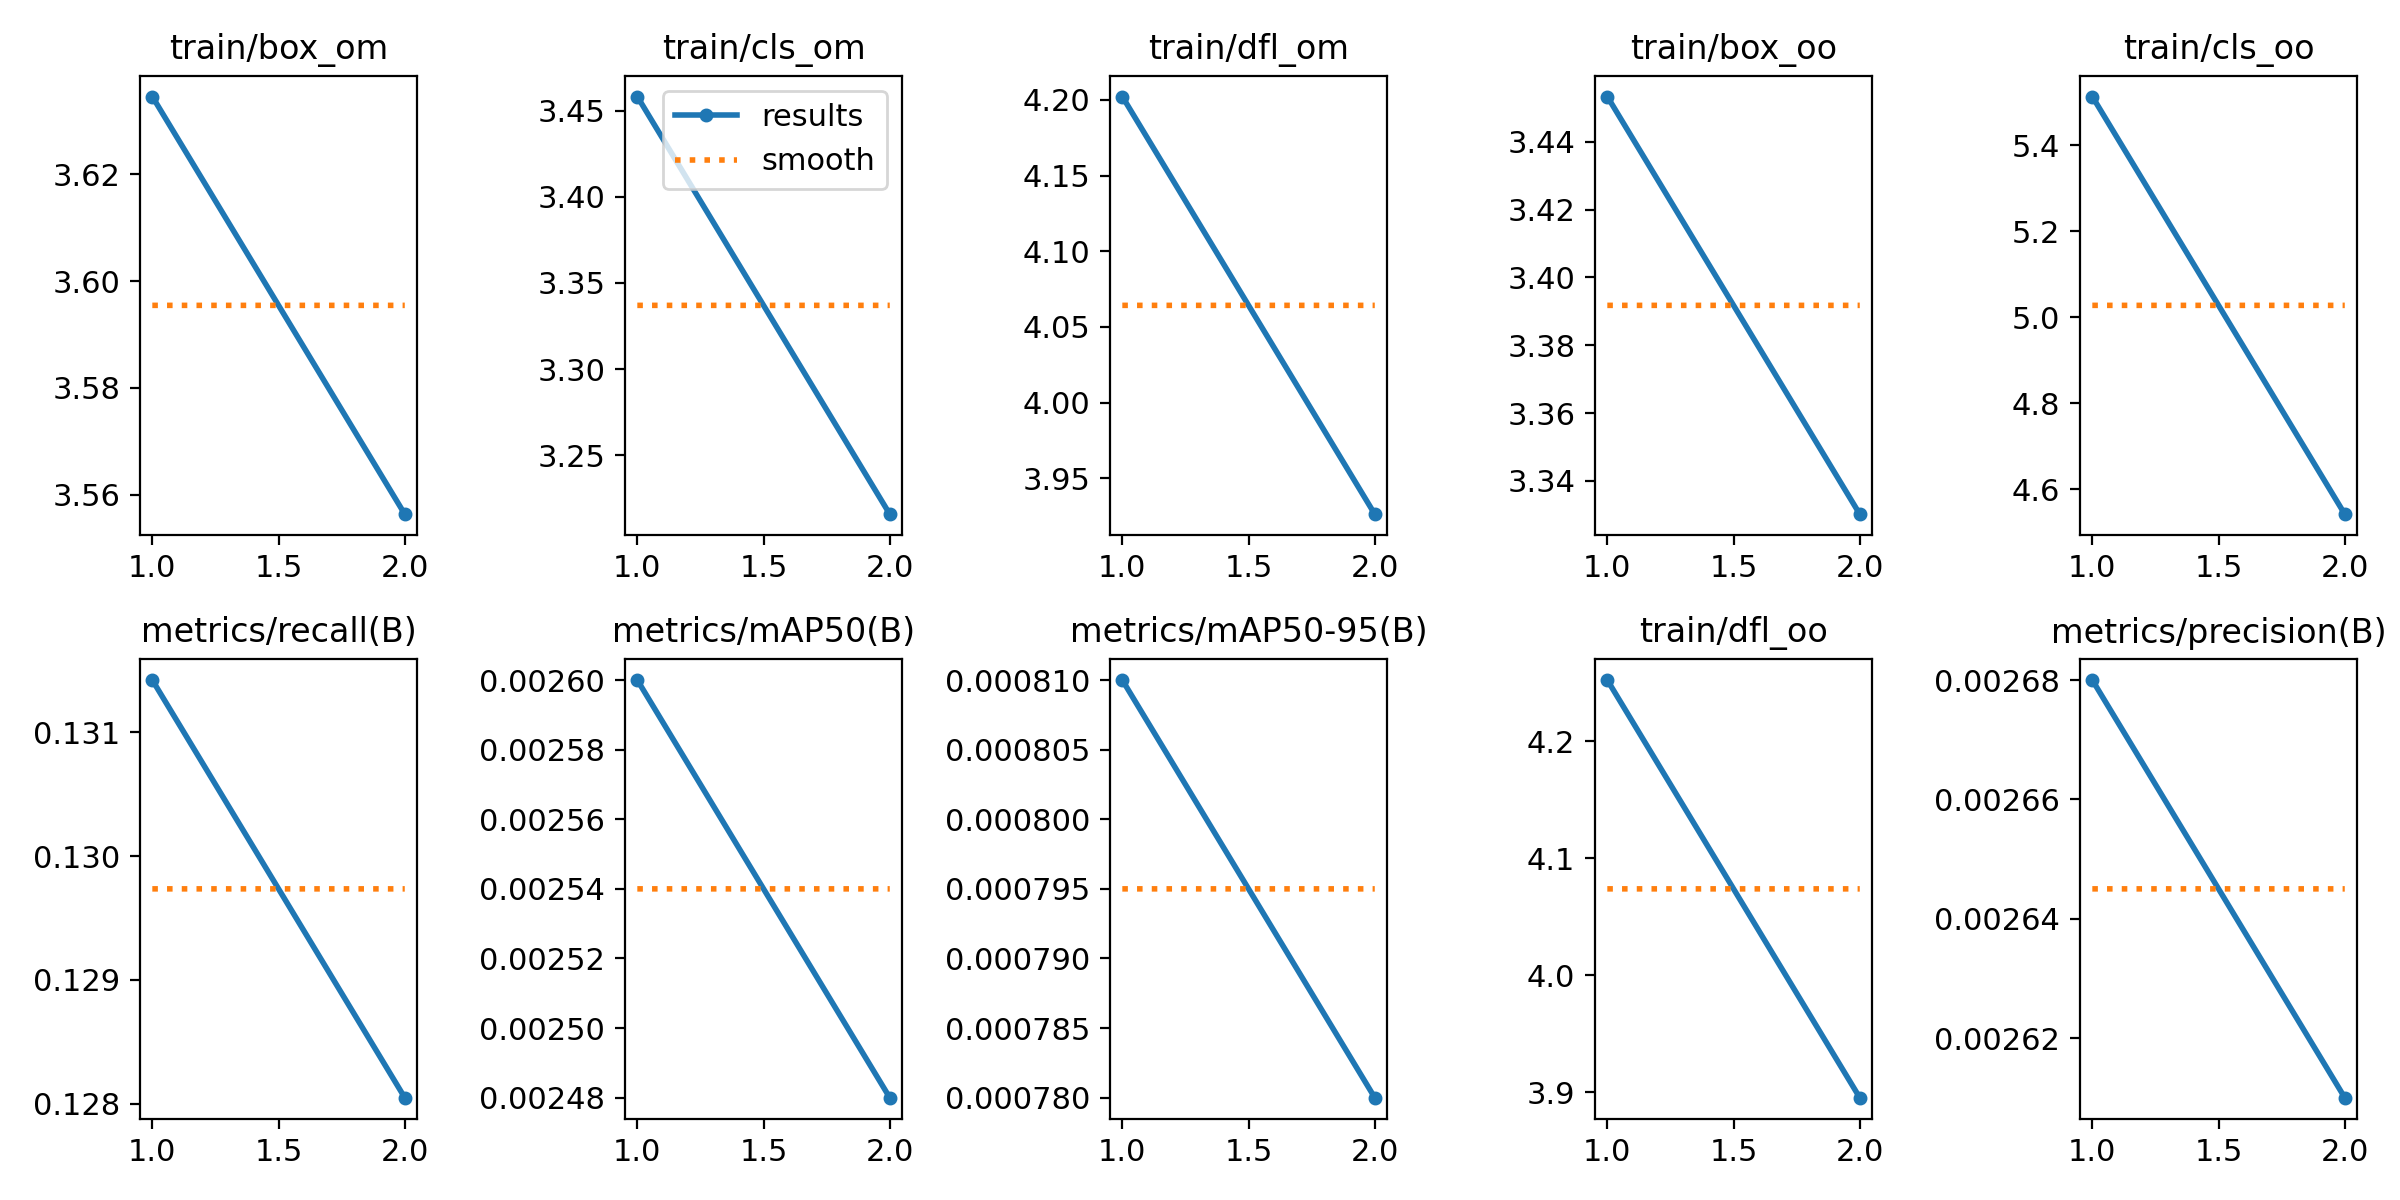 train/box_om
3.62
3.60
3.58
3.56
1.0 1.5 2.0
train/cls_om
results
smooth
3.45
3.40
3.35
3.30
3.25
1.0 1.5 2.0
train/dfl_om
4.20
4.15
4.10
4.05
4.00
3.95
1.0 1.5 2.0
train/box_oo
3.44
3.42
3.40
3.38
3.36
3.34
1.0 1.5 2.0
train/cls_oo
5.4
5.2
5.0
4.8
4.6
1.0 1.5 2.0
metrics/recall(B)
0.131
0.130
0.129
0.128
1.0 1.5 2.0
metrics/mAP50(B)
0.00260
0.00258
0.00256
0.00254
0.00252
0.00250
0.00248
1.0 1.5 2.0
metrics/mAP50-95(B)
0.000810
0.000805
0.000800
0.000795
0.000790
0.000785
0.000780
1.0 1.5 2.0
train/dfl_oo
4.2
4.1
4.0
3.9
1.0 1.5 2.0
metrics/precision(B)
0.00268
0.00266
0.00264
0.00262
1.0 1.5 2.0